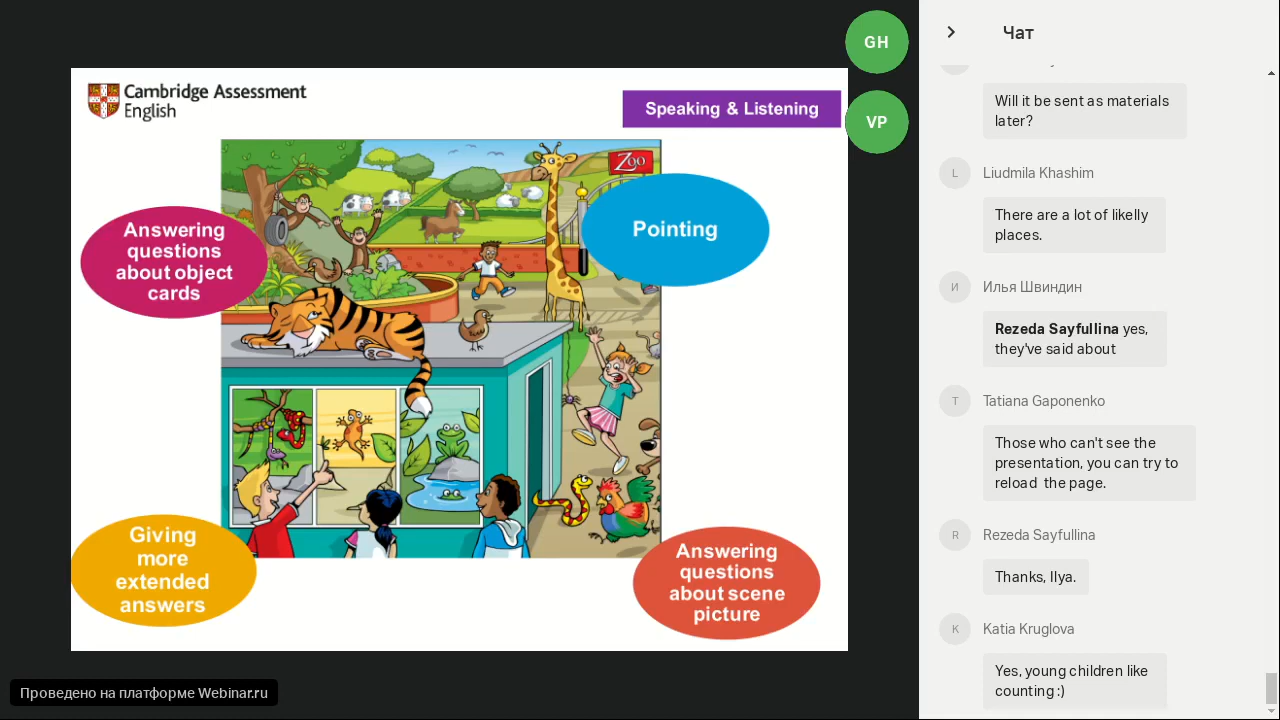 Cambridge Assessment
English
Speaking & Listening
Zoo
Answering
questions
about object
cards
Pointing
Giving
more
extended
answers
Answering
questions
about scene
picture
GH
VP
Проведено на платформе Webinar.ru
Чат
Will it be sent as materials
later?
L
Liudmila Khashim
There are a lot of likelly
places.
И
Илья Швиндин
Rezeda Sayfullina yes,
they've said about
T
Tatiana Gaponenko
Those who can't see the
presentation, you can try to
reload the page.
R
Rezeda Sayfullina
Thanks, Ilya.
K
Katia Kruglova
Yes, young children like
counting :)